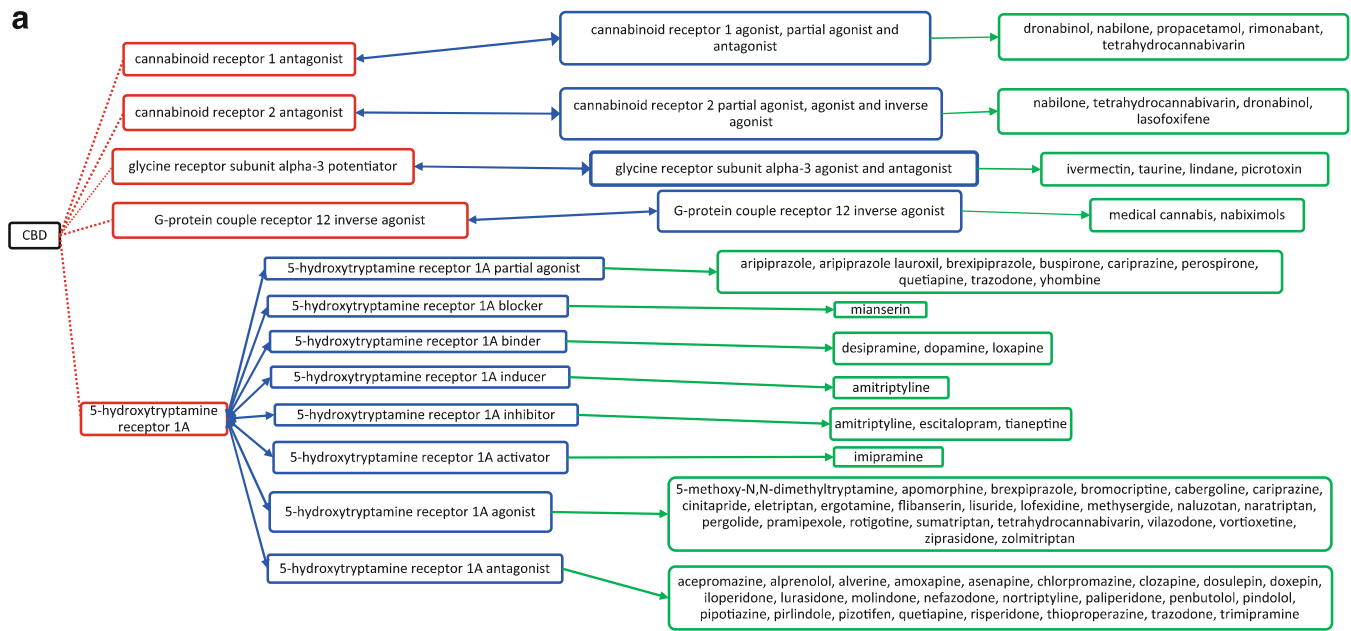 a
cannabinoid receptor 1 antagonist
cannabinoid receptor 1 agonist, partial agonist and
antagonist
dronabinol, nabilone, propacetamol, rimonabant,
tetrahydrocannabivarin
cannabinoid receptor 2 antagonist
cannabinoid receptor 2 partial agonist, agonist and inverse
agonist
nabilone, tetrahydrocannabivarin, dronabinol,
lasofoxifene
glycine receptor subunit alpha-3 potentiator
glycine receptor subunit alpha-3 agonist and antagonist
ivermectin, taurine, lindane, picrotoxin
CBD
G-protein couple receptor 12 inverse agonist
G-protein couple receptor 12 inverse agonist
medical cannabis, nabiximols
5-hydroxytryptamine
receptor 1A
5-hydroxytryptamine receptor 1A partial agonist
aripiprazole, aripiprazole lauroxil, brexipiprazole, buspirone, cariprazine, perospirone,
quetiapine, trazodone, yhombine
5-hydroxytryptamine receptor 1A blocker
mianserin
5-hydroxytryptamine receptor 1A binder
desipramine, dopamine, loxapine
5-hydroxytryptamine receptor 1A inducer
amitriptyline
5-hydroxytryptamine receptor 1A inhibitor
amitriptyline, escitalopram, tianeptine
5-hydroxytryptamine receptor 1A activator
imipramine
5-hydroxytryptamine receptor 1A agonist
5-methoxy-N,N-dimethyltryptamine, apomorphine, brexpiprazole, bromocriptine, cabergoline, cariprazine,
cinitapride, eletriptan, ergotamine, flibanserin, lisuride, lofexidine, methysergide, naluzotan, naratriptan,
pergolide, pramipexole, rotigotine, sumatriptan, tetrahydrocannabivarin, vilazodone, vortioxetine,
ziprasidone, zolmitriptan
5-hydroxytryptamine receptor 1A antagonist
acepromazine, alprenolol, alverine, amoxapine, asenapine, chlorpromazine, clozapine, dosulepin, doxepin,
iloperidone, lurasidone, molindone, nefazodone, nortriptyline, paliperidone, penbutolol, pindolol,
pipotiazine, pirlindole, pizotifen, quetiapine, risperidone, thioproperazine, trazodone, trimipramine